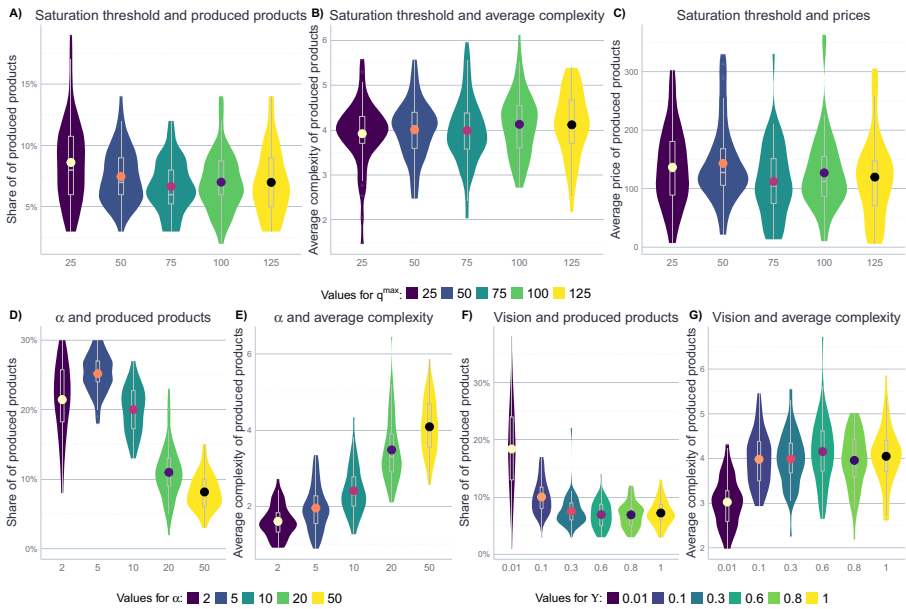 A) Saturation threshold and produced products
Share of of produced products
15%
10%
5%
25 50 75 100 125
B) Saturation threshold and average complexity
Average complexity of produced products
6
5
4
3
2
25 50 75 100 125
C) Saturation threshold and prices
Average price of produced products
300
200
100
0
25 50 75 100 125
Values for q^max: 25 50 75 100 125
D) α and produced products
Share of produced products
30%
20%
10%
0%
2 5 10 20 50
E) α and average complexity
Average complexity of produced products
6
4
2
2 5 10 20 50
Values for α: 2 5 10 20 50
F) Vision and produced products
Share of produced products
30%
20%
10%
0%
0.01 0.1 0.3 0.6 0.8 1
G) Vision and average complexity
Average complexity of produced products
6
5
4
3
2
0.01 0.1 0.3 0.6 0.8 1
Values for ϒ: 0.01 0.1 0.3 0.6 0.8 1